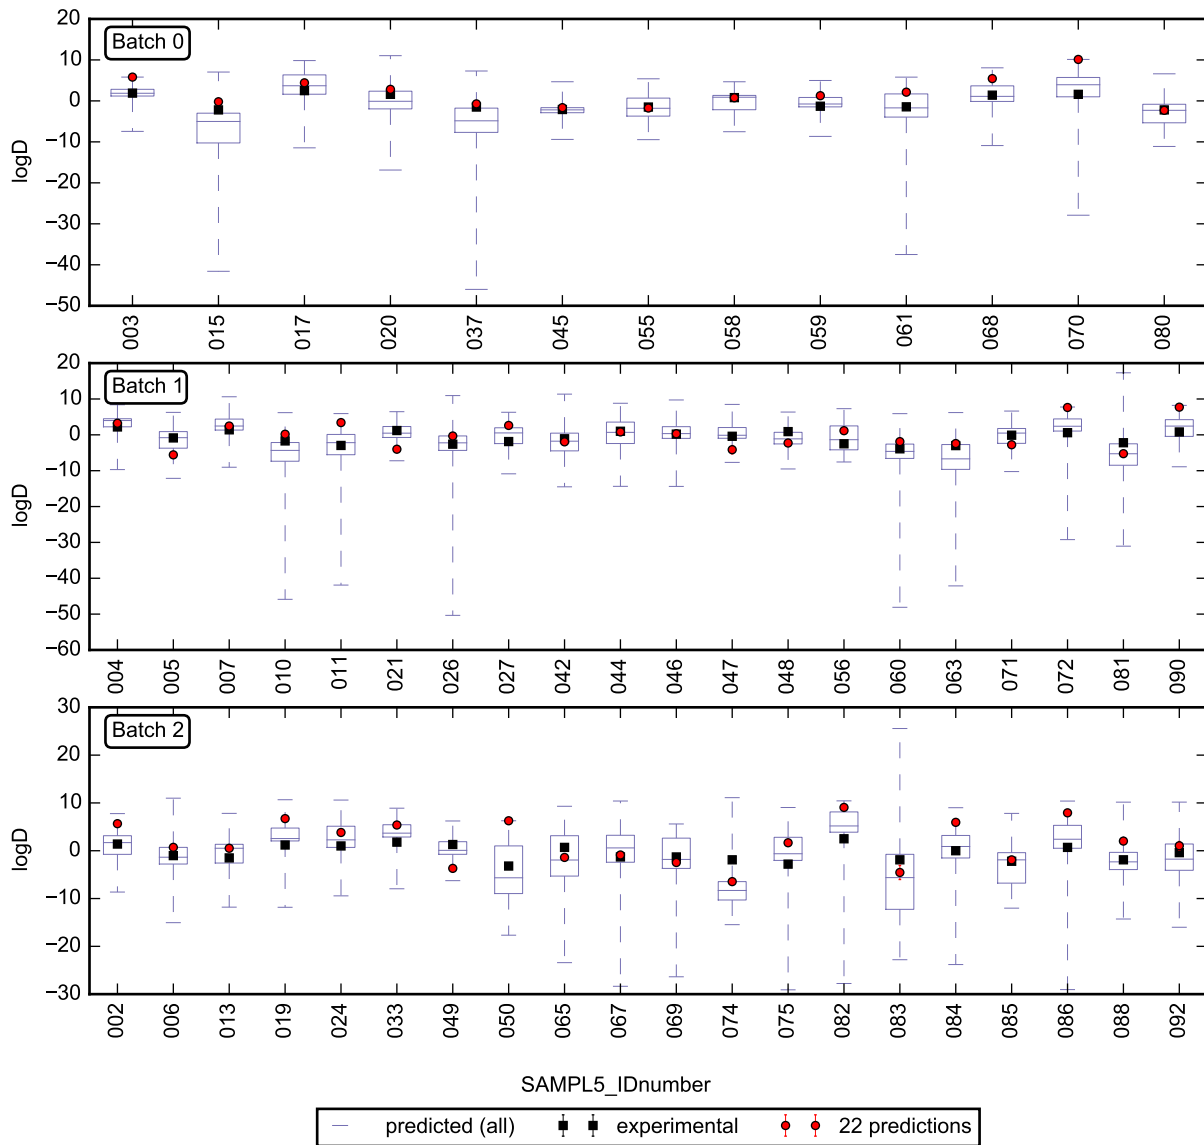 Batch 0
logD
20
10
0
−10
−20
−30
−40
−50
003 015 017 020 037 045 055 058 059 061 068 070 080
Batch 1
logD
20
10
0
−10
−20
−30
−40
−50
−60
004 005 007 010 011 021 026 027 042 044 046 047 048 056 060 063 071 072 081 090
Batch 2
logD
30
20
10
0
−10
−20
−30
002 006 013 019 024 033 049 050 065 067 069 074 075 082 083 084 085 086 088 092
SAMPL5_IDnumber
predicted (all) experimental 22 predictions